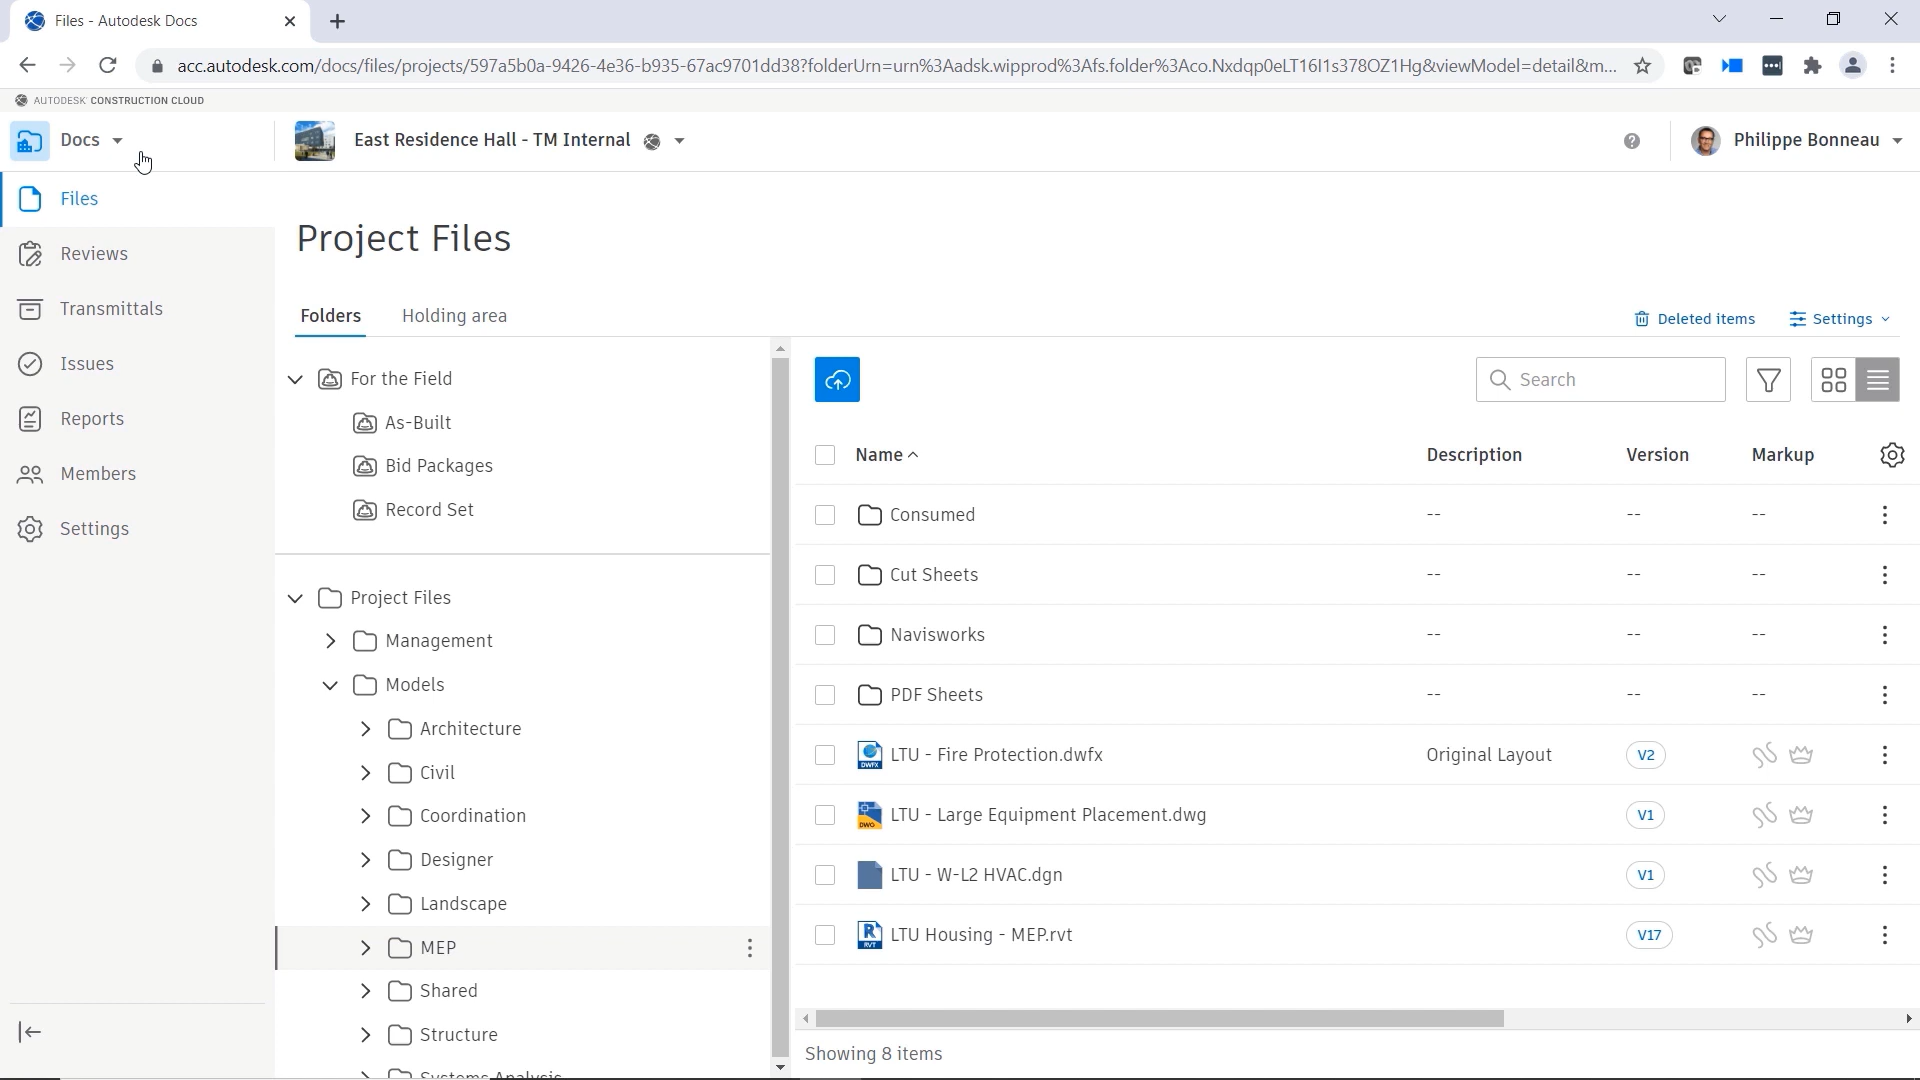 Files - Autodesk Docs
acc.autodesk.com/docs/files/projects/597a5b0a-9426-4e36-b935-67ac9701dd38?folderUrn=urn%3Aadsk.wipprod%3Afs.folder%3Aco.Nxdqp0eLT16I1s378OZ1Hg&viewModel=detail&m...
AUTODESK CONSTRUCTION CLOUD
Docs
East Residence Hall - TM Internal
Philippe Bonneau
Files
Reviews
Transmittals
Issues
Reports
Members
Settings
Project Files
Folders
Holding area
Deleted items
Settings
For the Field
As-Built
Bid Packages
Record Set
Project Files
Management
Models
Architecture
Civil
Coordination
Designer
Landscape
MEP
Shared
Structure
Systems Analysis
Search
Name Description Version Markup
Consumed -- -- --
Cut Sheets -- -- --
Navisworks -- -- --
PDF Sheets -- -- --
DWFX LTU - Fire Protection.dwfx Original Layout V2
DWG LTU - Large Equipment Placement.dwg V1
LTU - W-L2 HVAC.dgn V1
R RVT LTU Housing - MEP.rvt V17
Showing 8 items